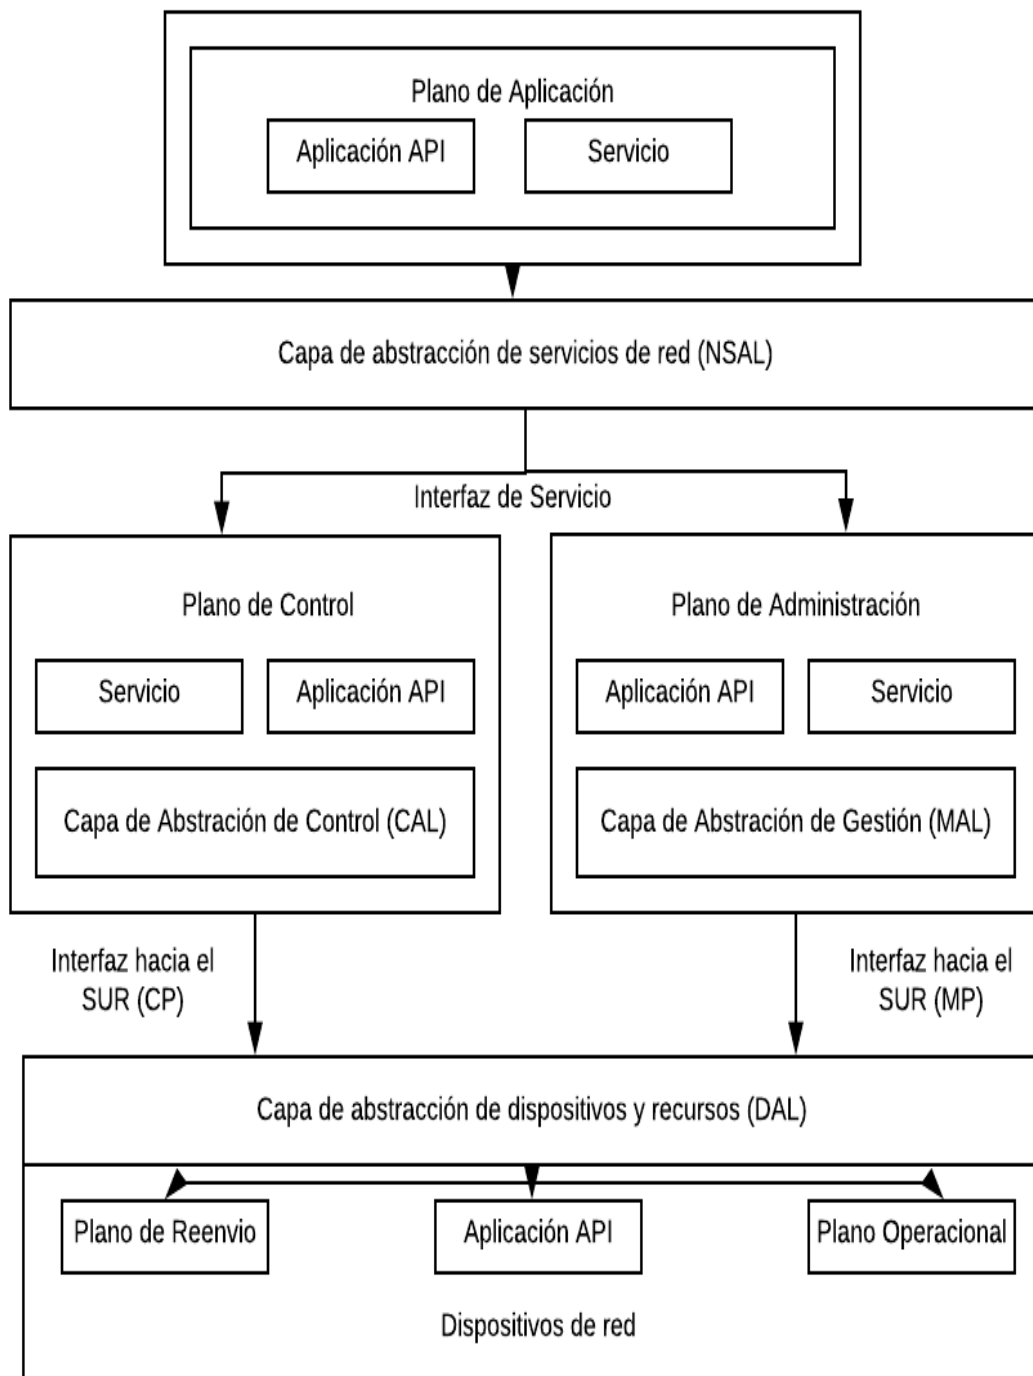 Plano de Aplicación
Aplicación API
Servicio
Capa de abstracción de servicios de red (NSAL)
Interfaz de Servicio
Plano de Control
Servicio
Aplicación API
Capa de Abstración de Control (CAL)
Plano de Administración
Aplicación API
Servicio
Capa de Abstración de Gestión (MAL)
Interfaz hacia el
SUR (CP)
Interfaz hacia el
SUR (MP)
Capa de abstracción de dispositivos y recursos (DAL)
Plano de Reenvio
Aplicación API
Plano Operacional
Dispositivos de red